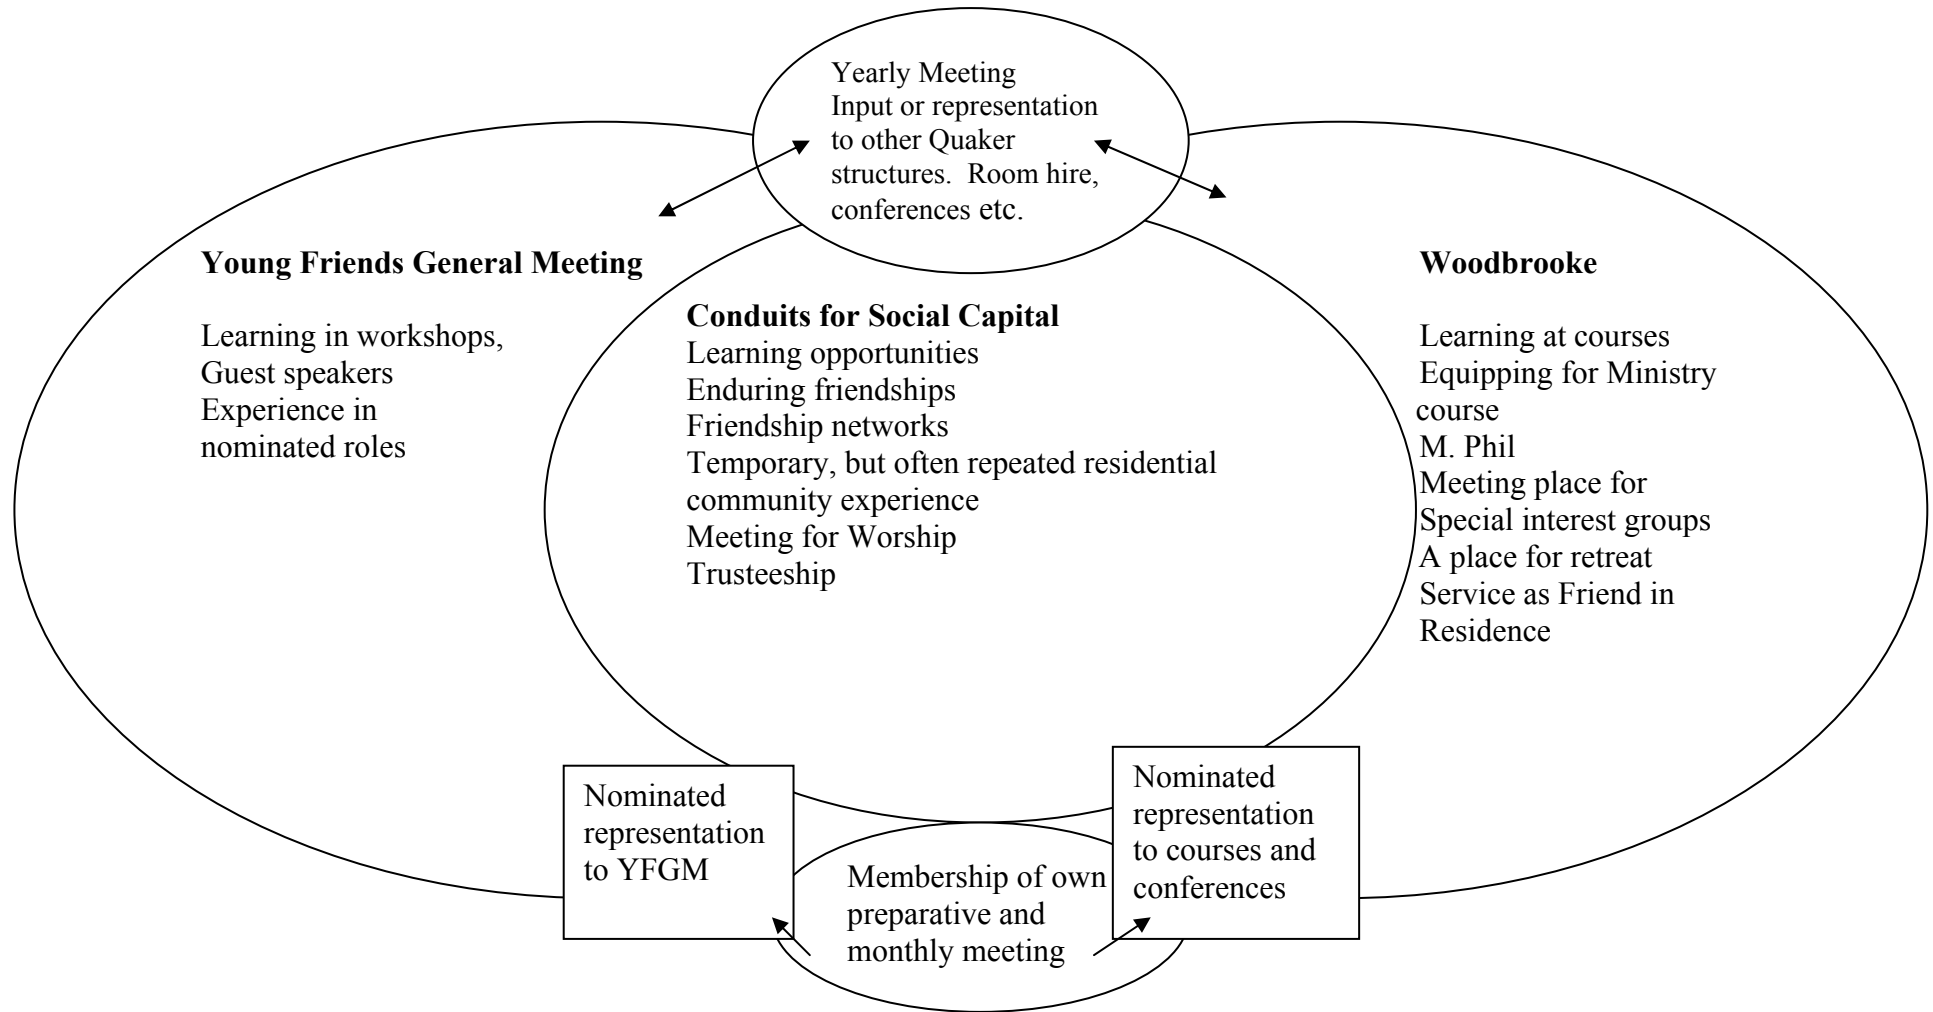 Yearly Meeting
Input or representation
to other Quaker
structures.  Room hire,
conferences etc.
Young Friends General Meeting
Learning in workshops,
Guest speakers
Experience in
nominated roles
Conduits for Social Capital
Learning opportunities
Enduring friendships
Friendship networks
Temporary, but often repeated residential
community experience
Meeting for Worship
Trusteeship
Woodbrooke
Learning at courses
Equipping for Ministry
course
M. Phil
Meeting place for
Special interest groups
A place for retreat
Service as Friend in
Residence
Nominated
representation
to YFGM
Membership of own
preparative and
monthly meeting
Nominated
representation
to courses and
conferences